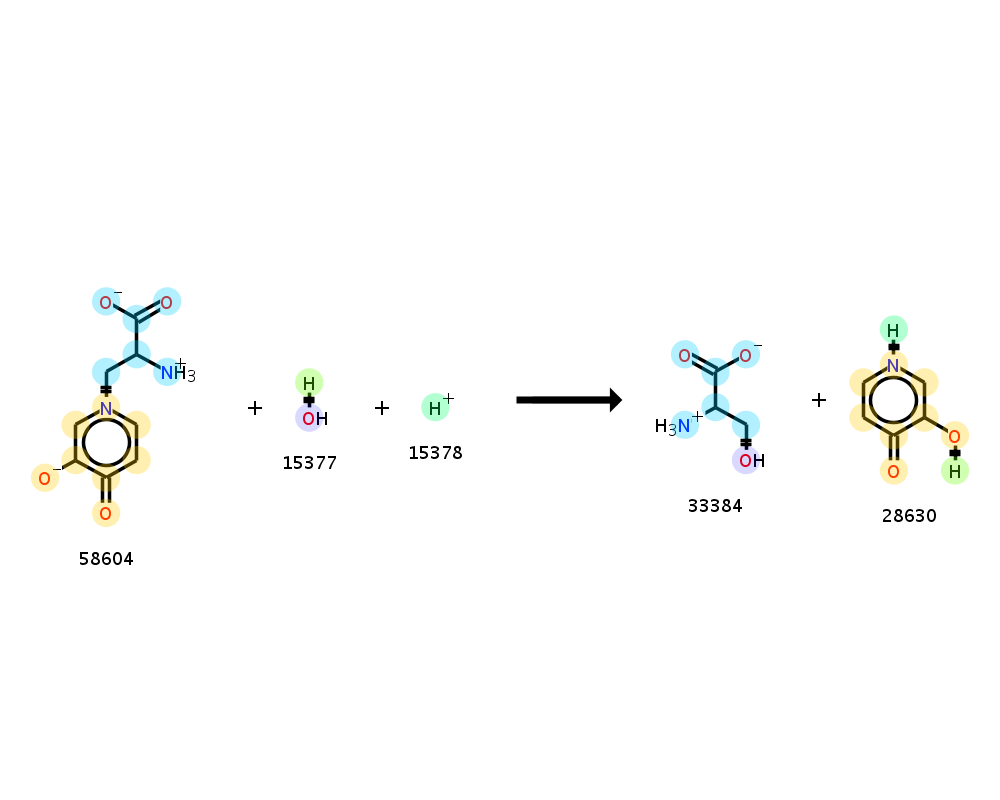 O⁻ O
NH₃⁺
N
O⁻
O
58604
+
H
OH
15377
+
H⁺
15378
O O⁻
H₃N⁺
OH
33384
+
H
N
O
O H
28630